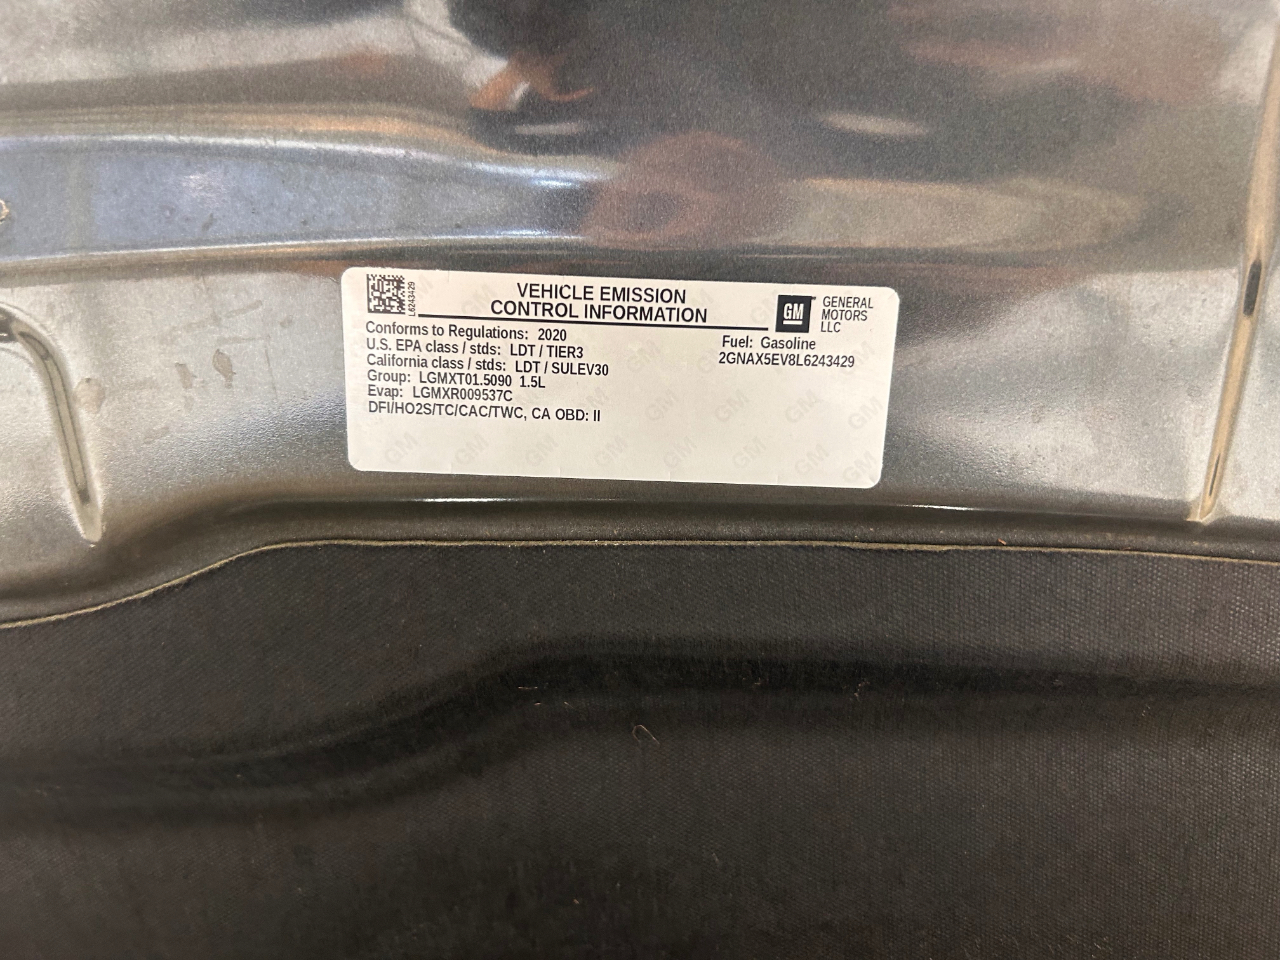 L6243429
VEHICLE EMISSION
CONTROL INFORMATION
GM
GENERAL
MOTORS
LLC
Conforms to Regulations: 2020
U.S. EPA class / stds: LDT / TIER3
California class / stds: LDT / SULEV30
Group: LGMXT01.5090 1.5L
Evap: LGMXR009537C
DFI/HO2S/TC/CAC/TWC, CA OBD: II
Fuel: Gasoline
2GNAX5EV8L6243429